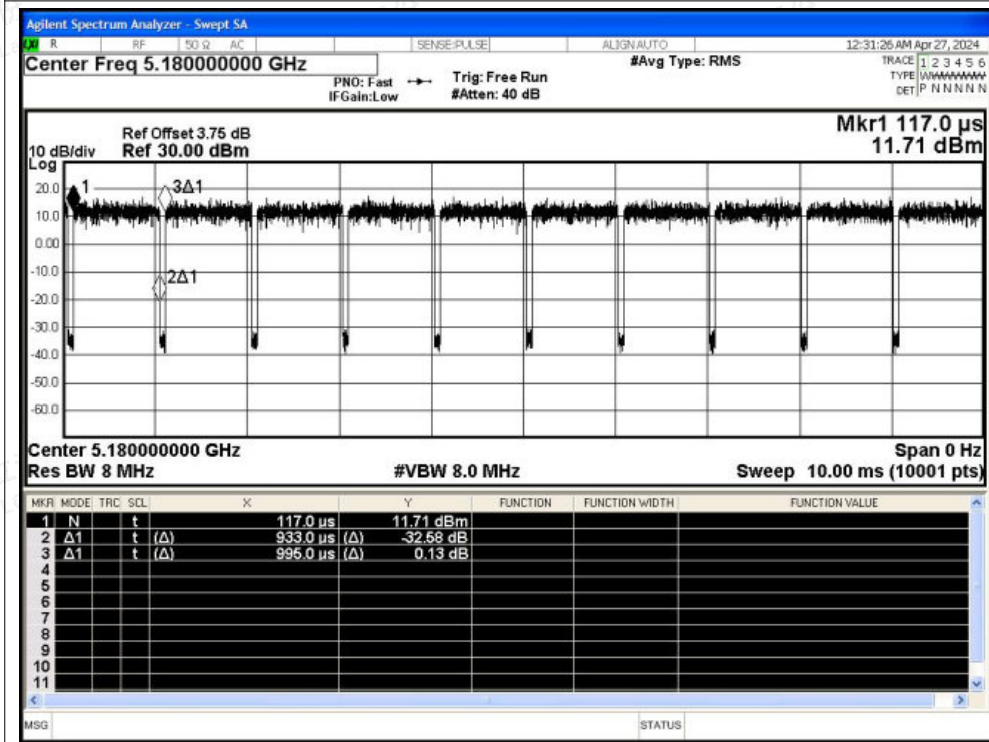 Agilent Spectrum Analyzer - Swept SA
LXI R RF 50 Ω AC SENSE:PULSE ALIGN AUTO 12:31:26 AM Apr 27, 2024
Center Freq 5.180000000 GHz #Avg Type: RMS TRACE 1 2 3 4 5 6
PNO: Fast Trig: Free Run TYPE WWWWWW
IFGain:Low #Atten: 40 dB DET P N N N N N
Mkr1 117.0 µs
Ref Offset 3.75 dB
10 dB/div Ref 30.00 dBm 11.71 dBm
Log
20.0
1 3Δ1
10.0
0.00
-10.0
2Δ1
-20.0
-30.0
-40.0
-50.0
-60.0
Center 5.180000000 GHz Span 0 Hz
Res BW 8 MHz #VBW 8.0 MHz Sweep 10.00 ms (10001 pts)
MKR MODE TRC SCL X Y FUNCTION FUNCTION WIDTH FUNCTION VALUE
1 N t 117.0 µs 11.71 dBm
2 Δ1 t (Δ) 933.0 µs (Δ) -32.58 dB
3 Δ1 t (Δ) 995.0 µs (Δ) 0.13 dB
4
5
6
7
8
9
10
11
MSG STATUS